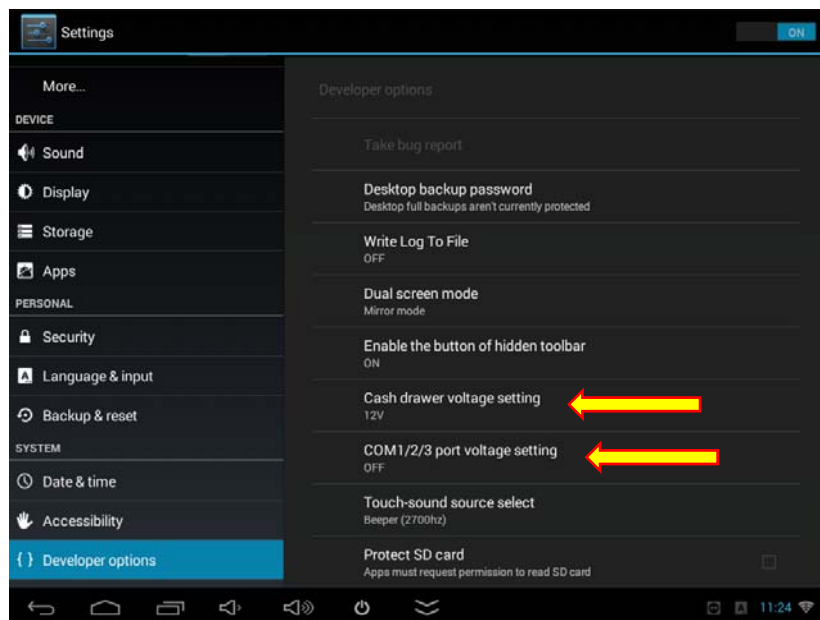 Settings
ON
More...
DEVICE
Sound
Display
Storage
Apps
PERSONAL
Security
Language & input
Backup & reset
SYSTEM
Date & time
Accessibility
{ } Developer options
Developer options
Take bug report
Desktop backup password
Desktop full backups aren't currently protected
Write Log To File
OFF
Dual screen mode
Mirror mode
Enable the button of hidden toolbar
ON
Cash drawer voltage setting
12V
COM1/2/3 port voltage setting
OFF
Touch-sound source select
Beeper (2700hz)
Protect SD card
Apps must request permission to read SD card
11:24